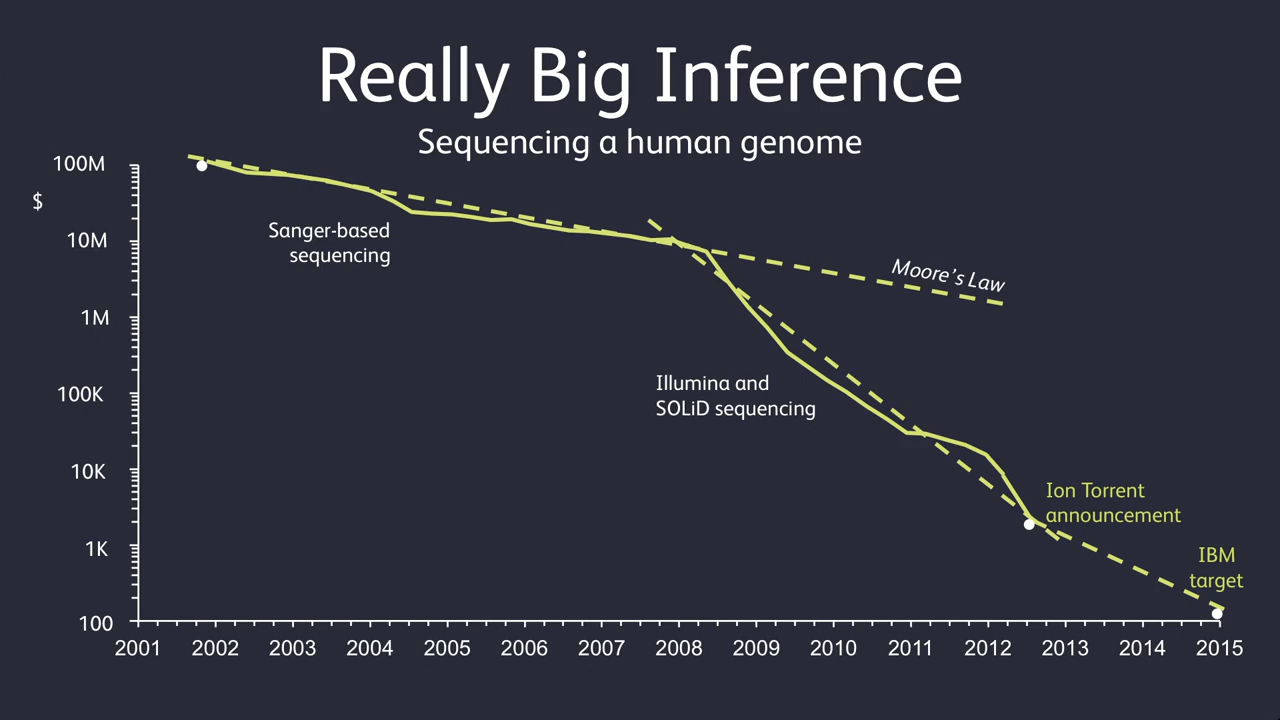 Really Big Inference
Sequencing a human genome
100M
$
10M
1M
100K
10K
1K
100
Sanger-based
sequencing
Moore's Law
Illumina and
SOLiD sequencing
Ion Torrent
announcement
IBM
target
2001 2002 2003 2004 2005 2006 2007 2008 2009 2010 2011 2012 2013 2014 2015